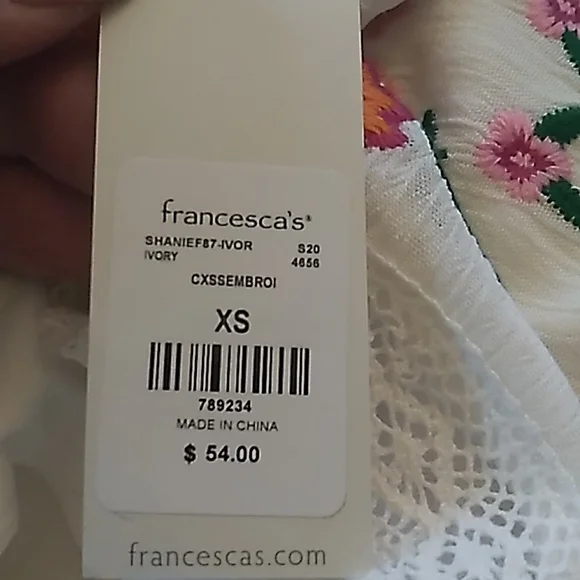 francesca's®
SHANIEF87-IVOR S20
IVORY 4656
CXSSEMBROI
XS
789234
MADE IN CHINA
$ 54.00
francescas.com